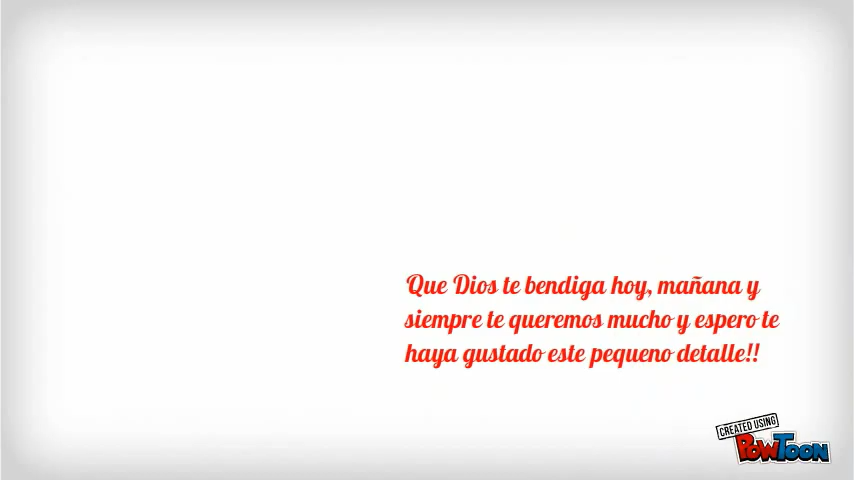 Que Dios te bendiga hoy, mañana y
siempre te queremos mucho y espero te
haya gustado este pequeno detalle!!
CREATED USING
POWTOON